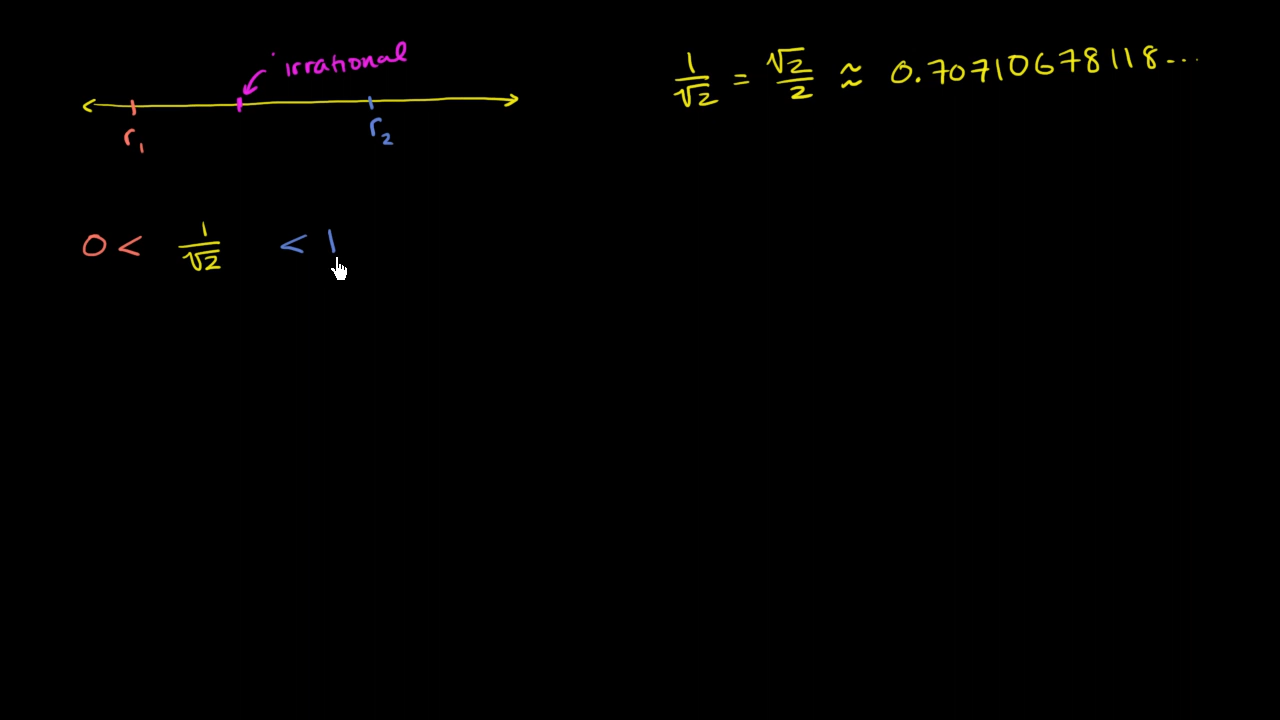 irrational
r₁ r₂
1/√2 = √2/2 ≈ 0.70710678118...
0 < 1/√2 < 1